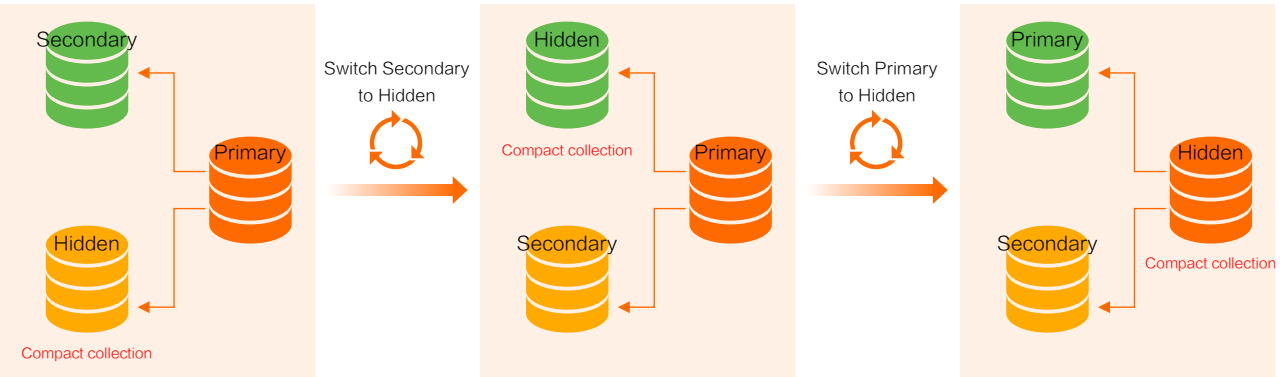 Secondary
Primary
Hidden
Compact collection
Switch Secondary
to Hidden
Hidden
Compact collection
Primary
Secondary
Switch Primary
to Hidden
Primary
Hidden
Secondary
Compact collection